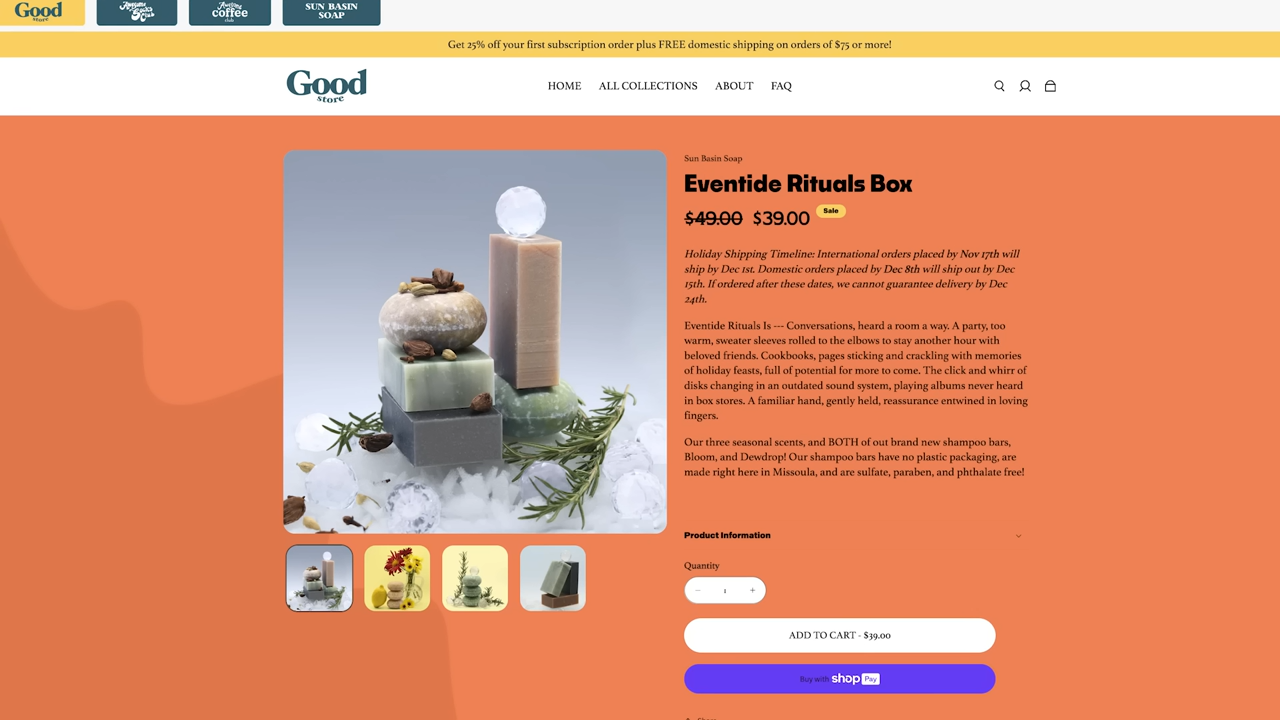 Good
store
Awesome
Socks
Club
Awesome
coffee
club
SUN BASIN
SOAP
Get 25% off your first subscription order plus FREE domestic shipping on orders of $75 or more!
Good
store
HOME
ALL COLLECTIONS
ABOUT
FAQ
Sun Basin Soap
Eventide Rituals Box
$49.00 $39.00 Sale
Holiday Shipping Timeline: International orders placed by Nov 17th will
ship by Dec 1st. Domestic orders placed by Dec 8th will ship out by Dec
15th. If ordered after these dates, we cannot guarantee delivery by Dec
24th.
Eventide Rituals Is --- Conversations, heard a room a way. A party, too
warm, sweater sleeves rolled to the elbows to stay another hour with
beloved friends. Cookbooks, pages sticking and crackling with memories
of holiday feasts, full of potential for more to come. The click and whirr of
disks changing in an outdated sound system, playing albums never heard
in box stores. A familiar hand, gently held, reassurance entwined in loving
fingers.
Our three seasonal scents, and BOTH of out brand new shampoo bars,
Bloom, and Dewdrop! Our shampoo bars have no plastic packaging, are
made right here in Missoula, and are sulfate, paraben, and phthalate free!
Product Information
Quantity
− 1 +
ADD TO CART - $39.00
Buy with shop Pay
Share